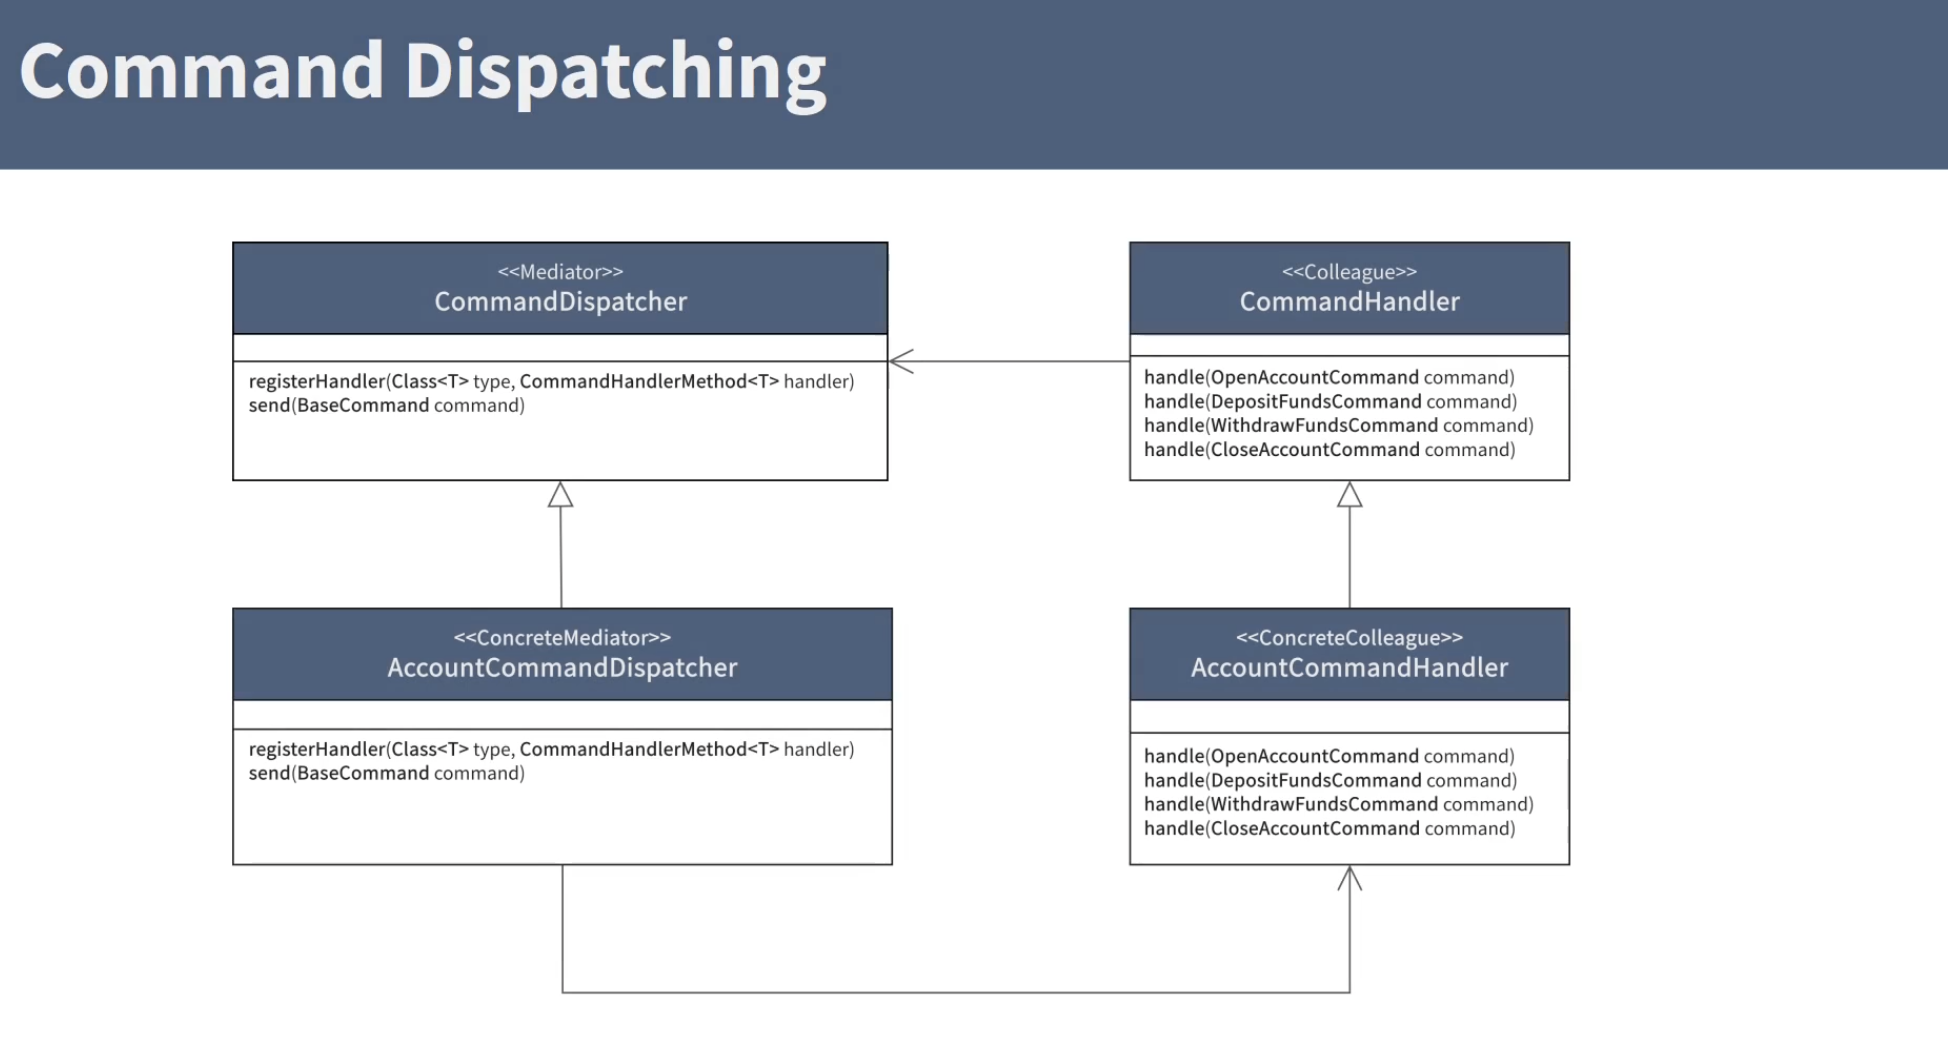 Command Dispatching
<<Mediator>>
CommandDispatcher
registerHandler(Class<T> type, CommandHandlerMethod<T> handler)
send(BaseCommand command)
<<Colleague>>
CommandHandler
handle(OpenAccountCommand command)
handle(DepositFundsCommand command)
handle(WithdrawFundsCommand command)
handle(CloseAccountCommand command)
<<ConcreteMediator>>
AccountCommandDispatcher
registerHandler(Class<T> type, CommandHandlerMethod<T> handler)
send(BaseCommand command)
<<ConcreteColleague>>
AccountCommandHandler
handle(OpenAccountCommand command)
handle(DepositFundsCommand command)
handle(WithdrawFundsCommand command)
handle(CloseAccountCommand command)